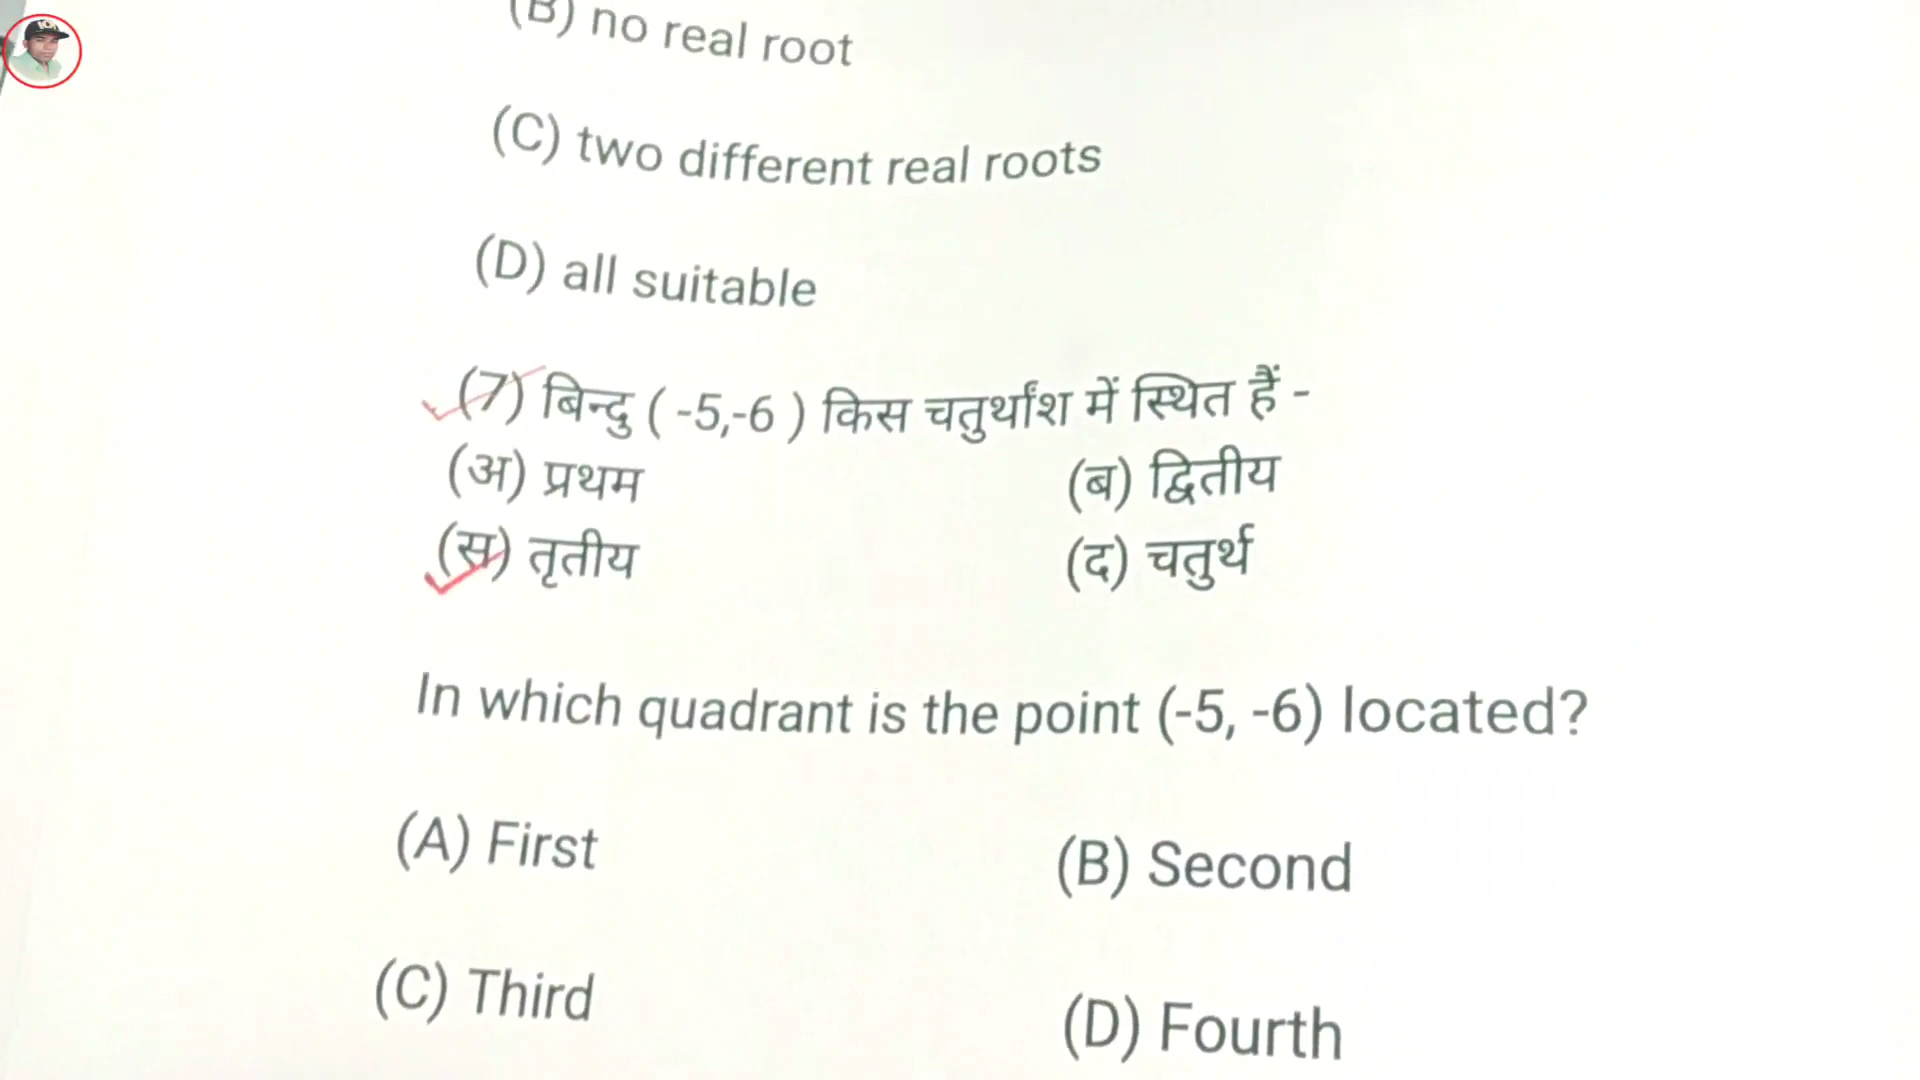 (B) no real root
(C) two different real roots
(D) all suitable
(7) बिन्दु ( -5,-6 ) किस चतुर्थांश में स्थित हैं -
(अ) प्रथम (ब) द्वितीय
(स) तृतीय (द) चतुर्थ
In which quadrant is the point (-5, -6) located?
(A) First (B) Second
(C) Third (D) Fourth